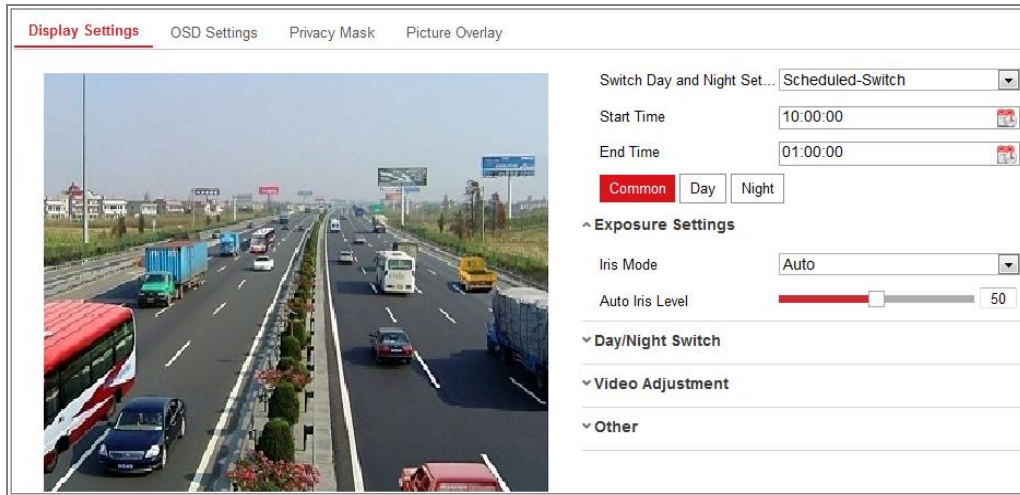 Display Settings OSD Settings Privacy Mask Picture Overlay
Switch Day and Night Set... Scheduled-Switch
Start Time 10:00:00
End Time 01:00:00
Common Day Night
Exposure Settings
Iris Mode Auto
Auto Iris Level 50
Day/Night Switch
Video Adjustment
Other